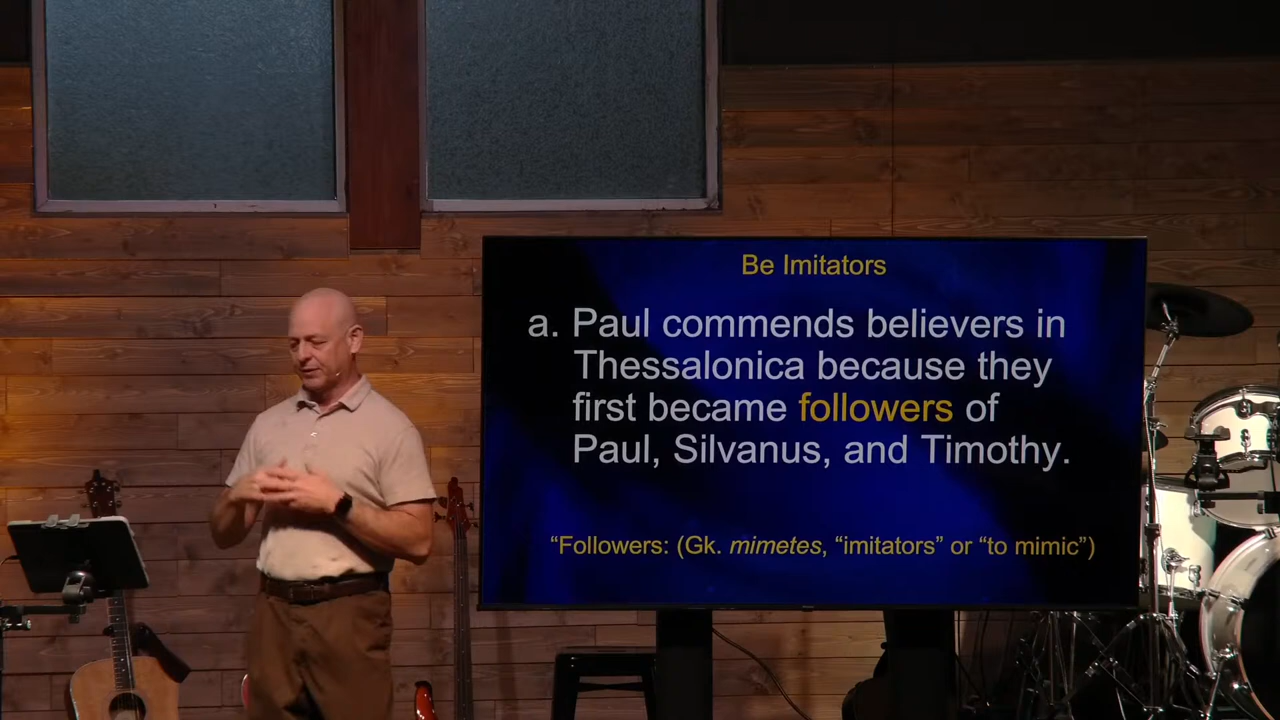 Be Imitators
a. Paul commends believers in
Thessalonica because they
first became followers of
Paul, Silvanus, and Timothy.
“Followers: (Gk. mimetes, “imitators” or “to mimic”)